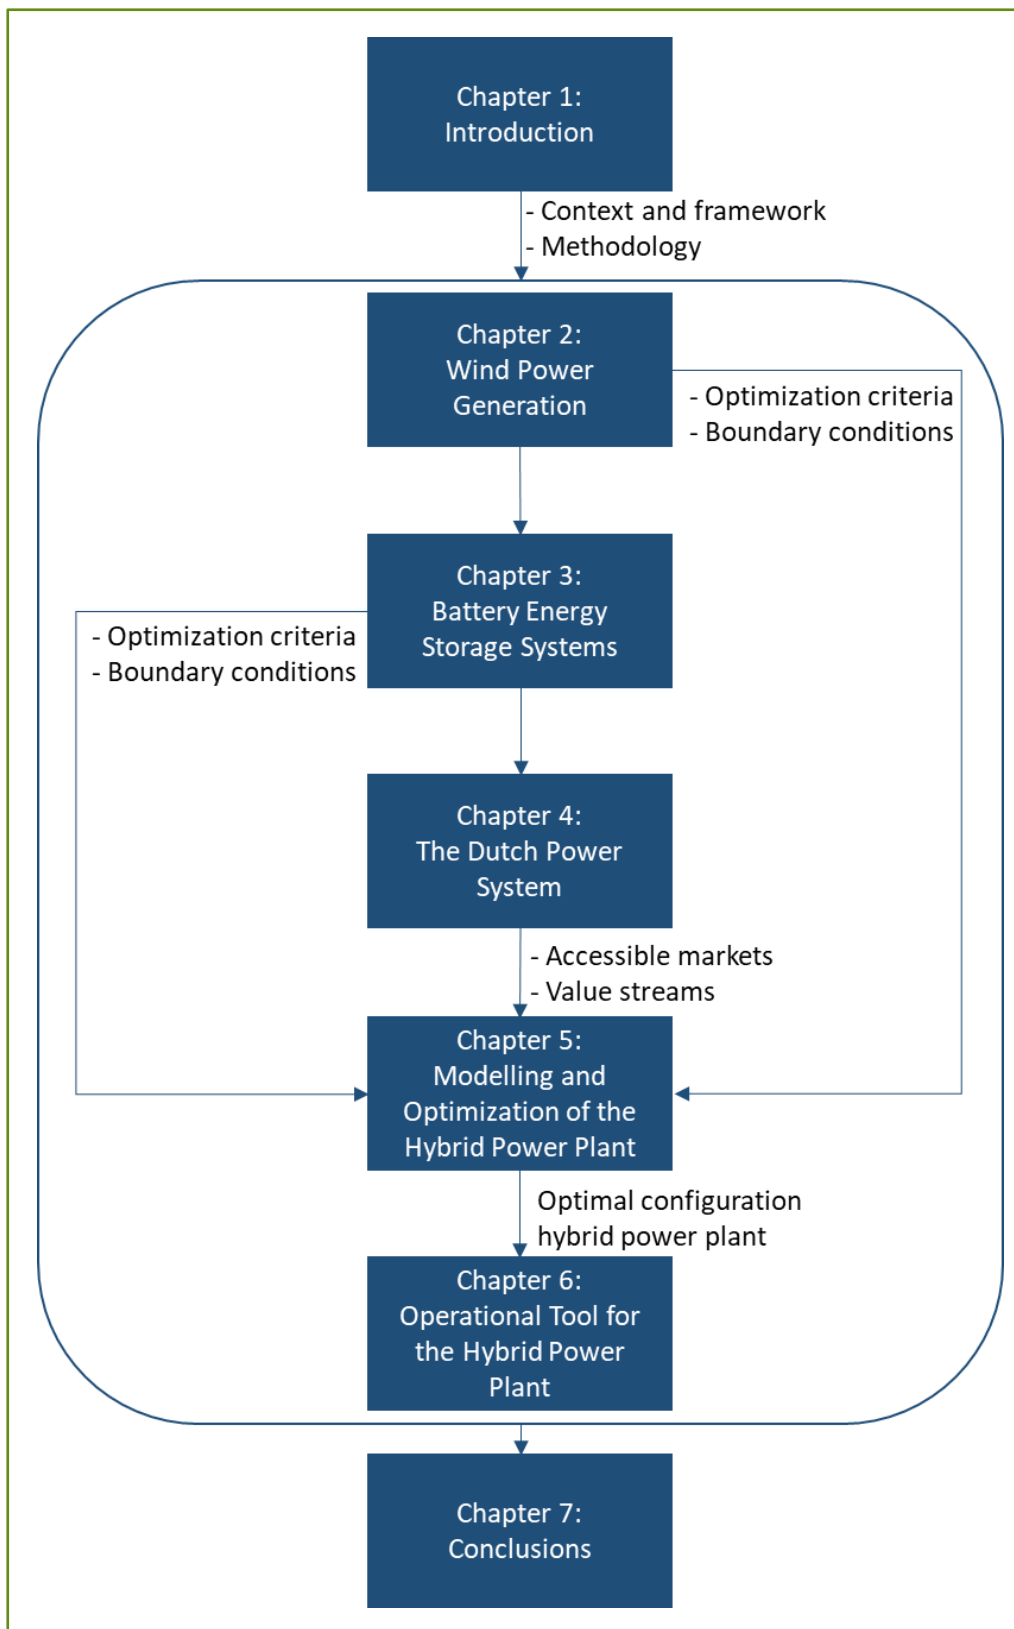 Chapter 1:
Introduction
- Context and framework
- Methodology
Chapter 2:
Wind Power
Generation
- Optimization criteria
- Boundary conditions
Chapter 3:
Battery Energy
Storage Systems
- Optimization criteria
- Boundary conditions
Chapter 4:
The Dutch Power
System
- Accessible markets
- Value streams
Chapter 5:
Modelling and
Optimization of the
Hybrid Power Plant
Optimal configuration
hybrid power plant
Chapter 6:
Operational Tool for
the Hybrid Power
Plant
Chapter 7:
Conclusions